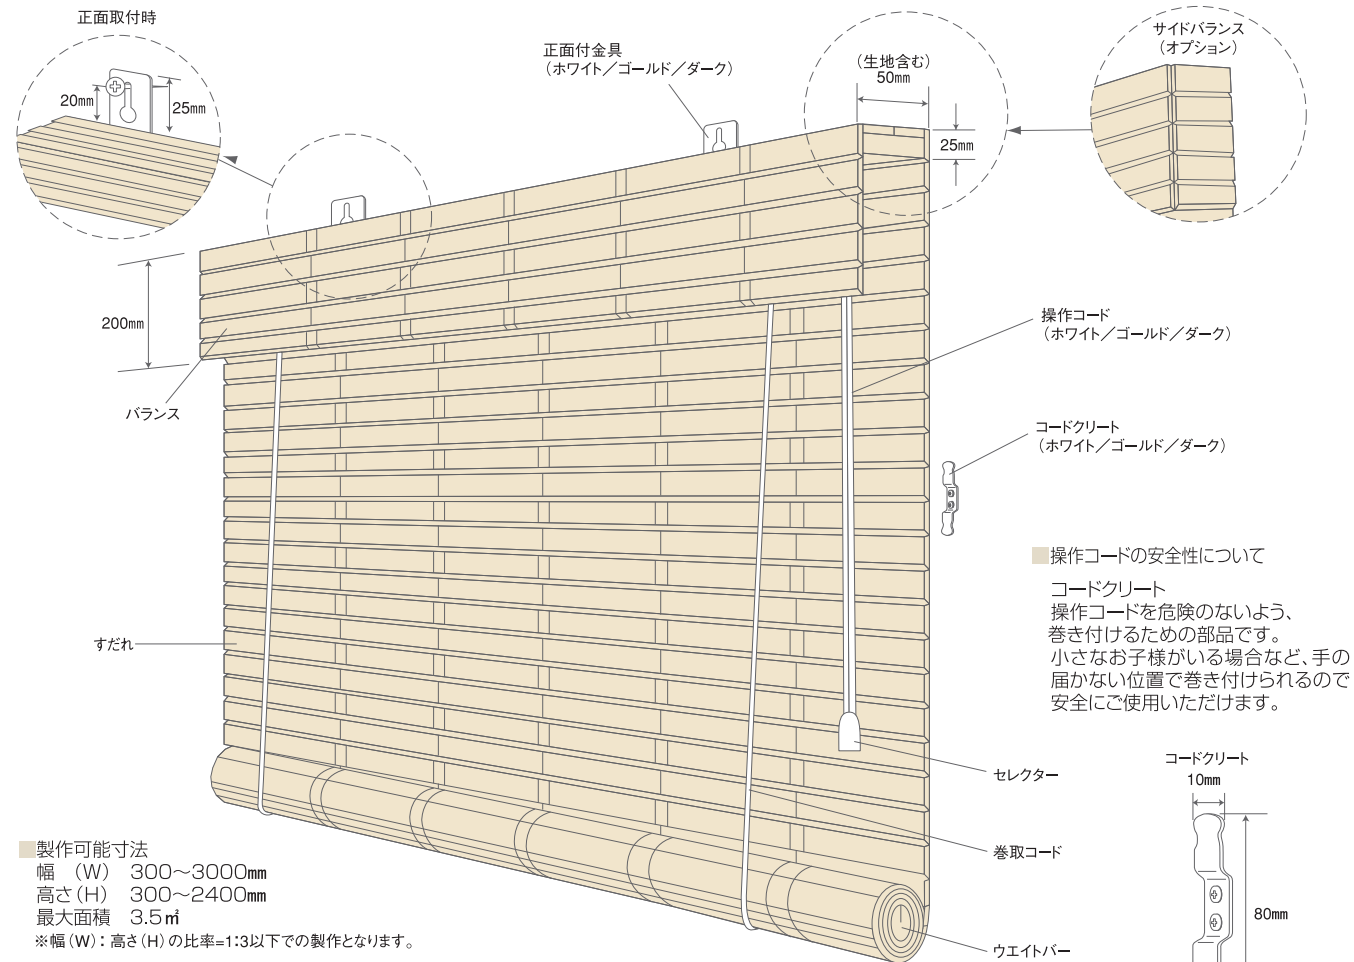 正面取付時
20mm
25mm
正面付金具
（ホワイト／ゴールド／ダーク）
（生地含む）
50mm
25mm
サイドバランス
（オプション）
200mm
バランス
操作コード
（ホワイト／ゴールド／ダーク）
コードクリート
（ホワイト／ゴールド／ダーク）
操作コードの安全性について
コードクリート
操作コードを危険のないよう、
巻き付けるための部品です。
小さなお子様がいる場合など、手の
届かない位置で巻き付けられるので
安全にご使用いただけます。
すだれ
セレクター
巻取コード
ウエイトバー
コードクリート
10mm
80mm
製作可能寸法
幅 （W） 300〜3000mm
高さ（H） 300〜2400mm
最大面積 3.5㎡
※幅（W）：高さ（H）の比率=1:3以下での製作となります。